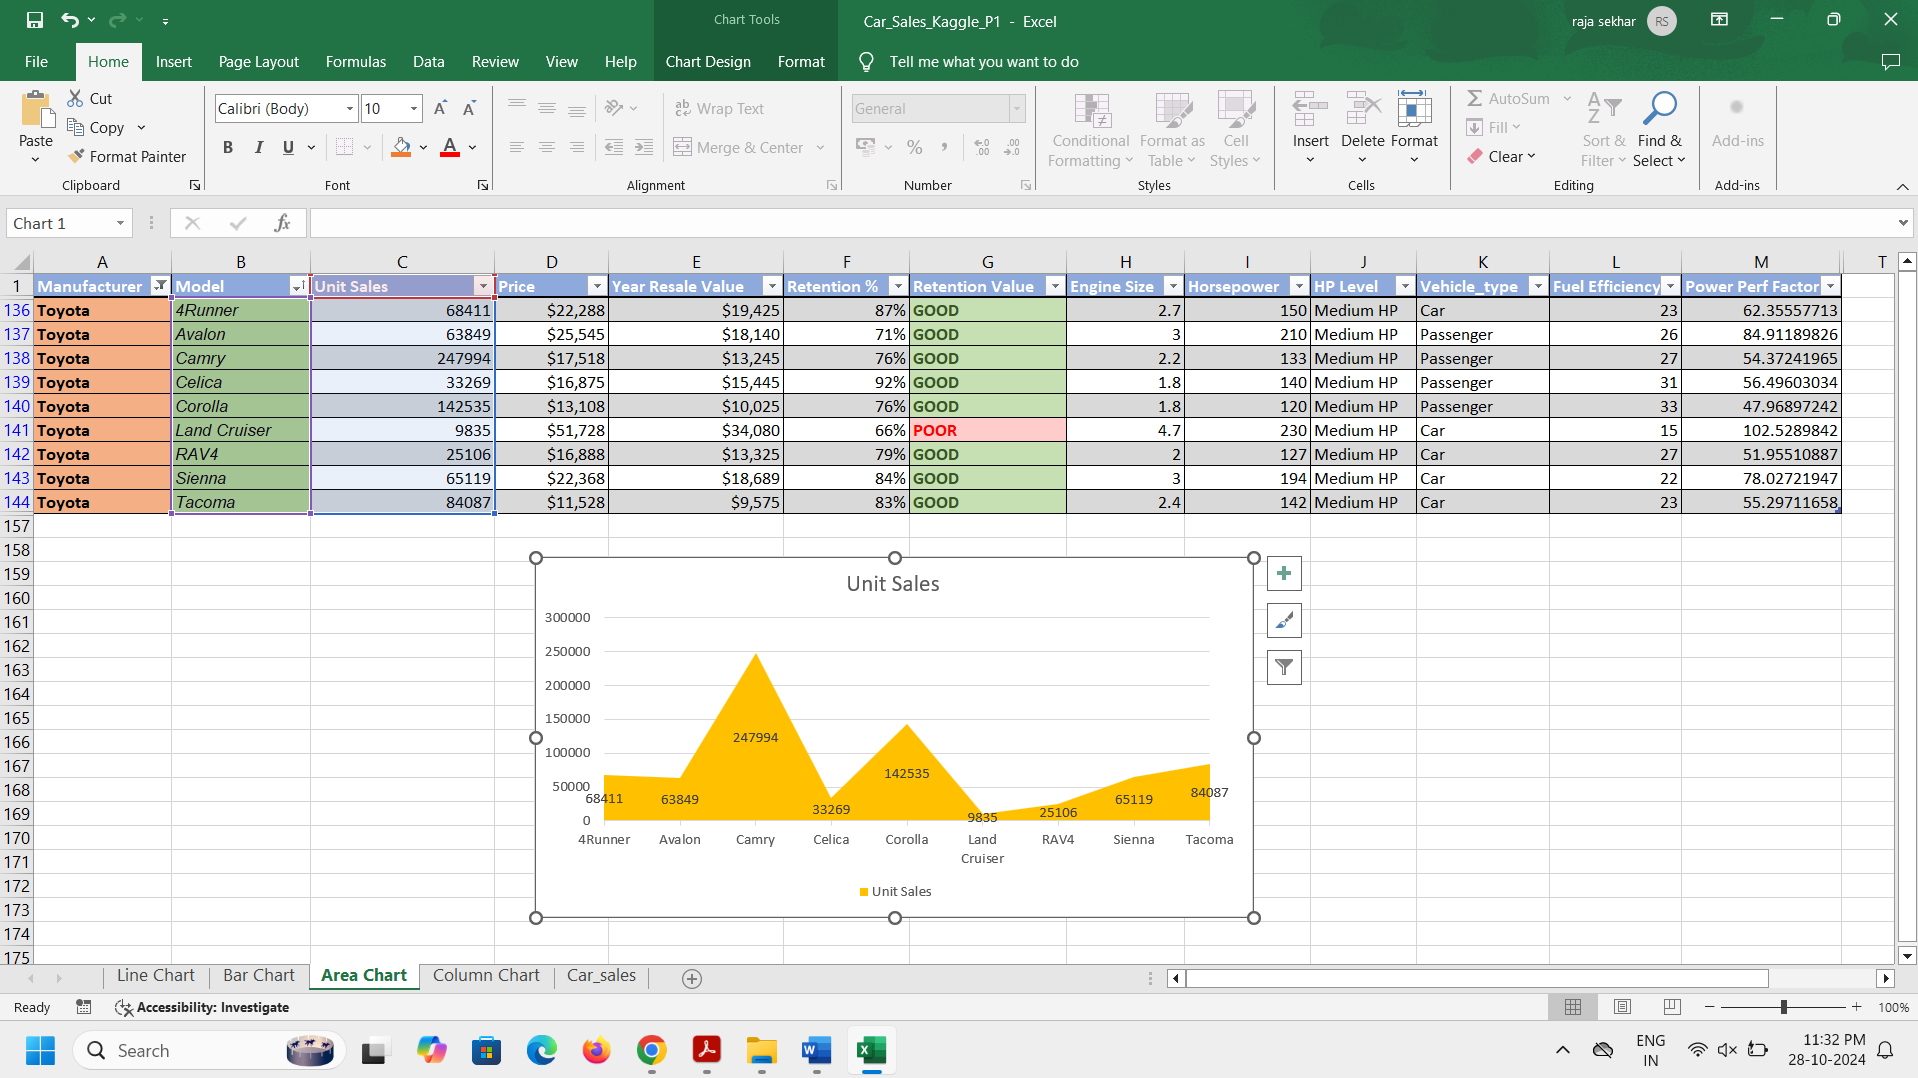 Chart Tools
Car_Sales_Kaggle_P1 - Excel
raja sekhar RS
File Home Insert Page Layout Formulas Data Review View Help Chart Design Format Tell me what you want to do
Paste
Cut
Copy
Format Painter
Clipboard
Calibri (Body) 10
A A
B I U A
Font
Wrap Text
Merge & Center
Alignment
General
% ,
Number
Conditional Formatting
Format as Table
Cell Styles
Styles
Insert Delete Format
Cells
AutoSum
Fill
Clear
Sort & Filter
Find & Select
Editing
Add-ins
Add-ins
Chart 1 fx
A B C D E F G H I J K L M T
1 Manufacturer Model Unit Sales Price Year Resale Value Retention % Retention Value Engine Size Horsepower HP Level Vehicle_type Fuel Efficiency Power Perf Factor
136 Toyota 4Runner 68411 $22,288 $19,425 87% GOOD 2.7 150 Medium HP Car 23 62.35557713
137 Toyota Avalon 63849 $25,545 $18,140 71% GOOD 3 210 Medium HP Passenger 26 84.91189826
138 Toyota Camry 247994 $17,518 $13,245 76% GOOD 2.2 133 Medium HP Passenger 27 54.37241965
139 Toyota Celica 33269 $16,875 $15,445 92% GOOD 1.8 140 Medium HP Passenger 31 56.49603034
140 Toyota Corolla 142535 $13,108 $10,025 76% GOOD 1.8 120 Medium HP Passenger 33 47.96897242
141 Toyota Land Cruiser 9835 $51,728 $34,080 66% POOR 4.7 230 Medium HP Car 15 102.5289842
142 Toyota RAV4 25106 $16,888 $13,325 79% GOOD 2 127 Medium HP Car 27 51.95510887
143 Toyota Sienna 65119 $22,368 $18,689 84% GOOD 3 194 Medium HP Car 22 78.02721947
144 Toyota Tacoma 84087 $11,528 $9,575 83% GOOD 2.4 142 Medium HP Car 23 55.29711658
157
158
159
160
161
162
163
164
165
166
167
168
169
170
171
172
173
174
175
Unit Sales
300000
250000
200000
150000
100000
50000
0
68411 63849 247994 33269 142535 9835 25106 65119 84087
4Runner Avalon Camry Celica Corolla Land Cruiser RAV4 Sienna Tacoma
Unit Sales
Line Chart Bar Chart Area Chart Column Chart Car_sales
Ready Accessibility: Investigate 100%
Search
ENG
IN
11:32 PM
28-10-2024